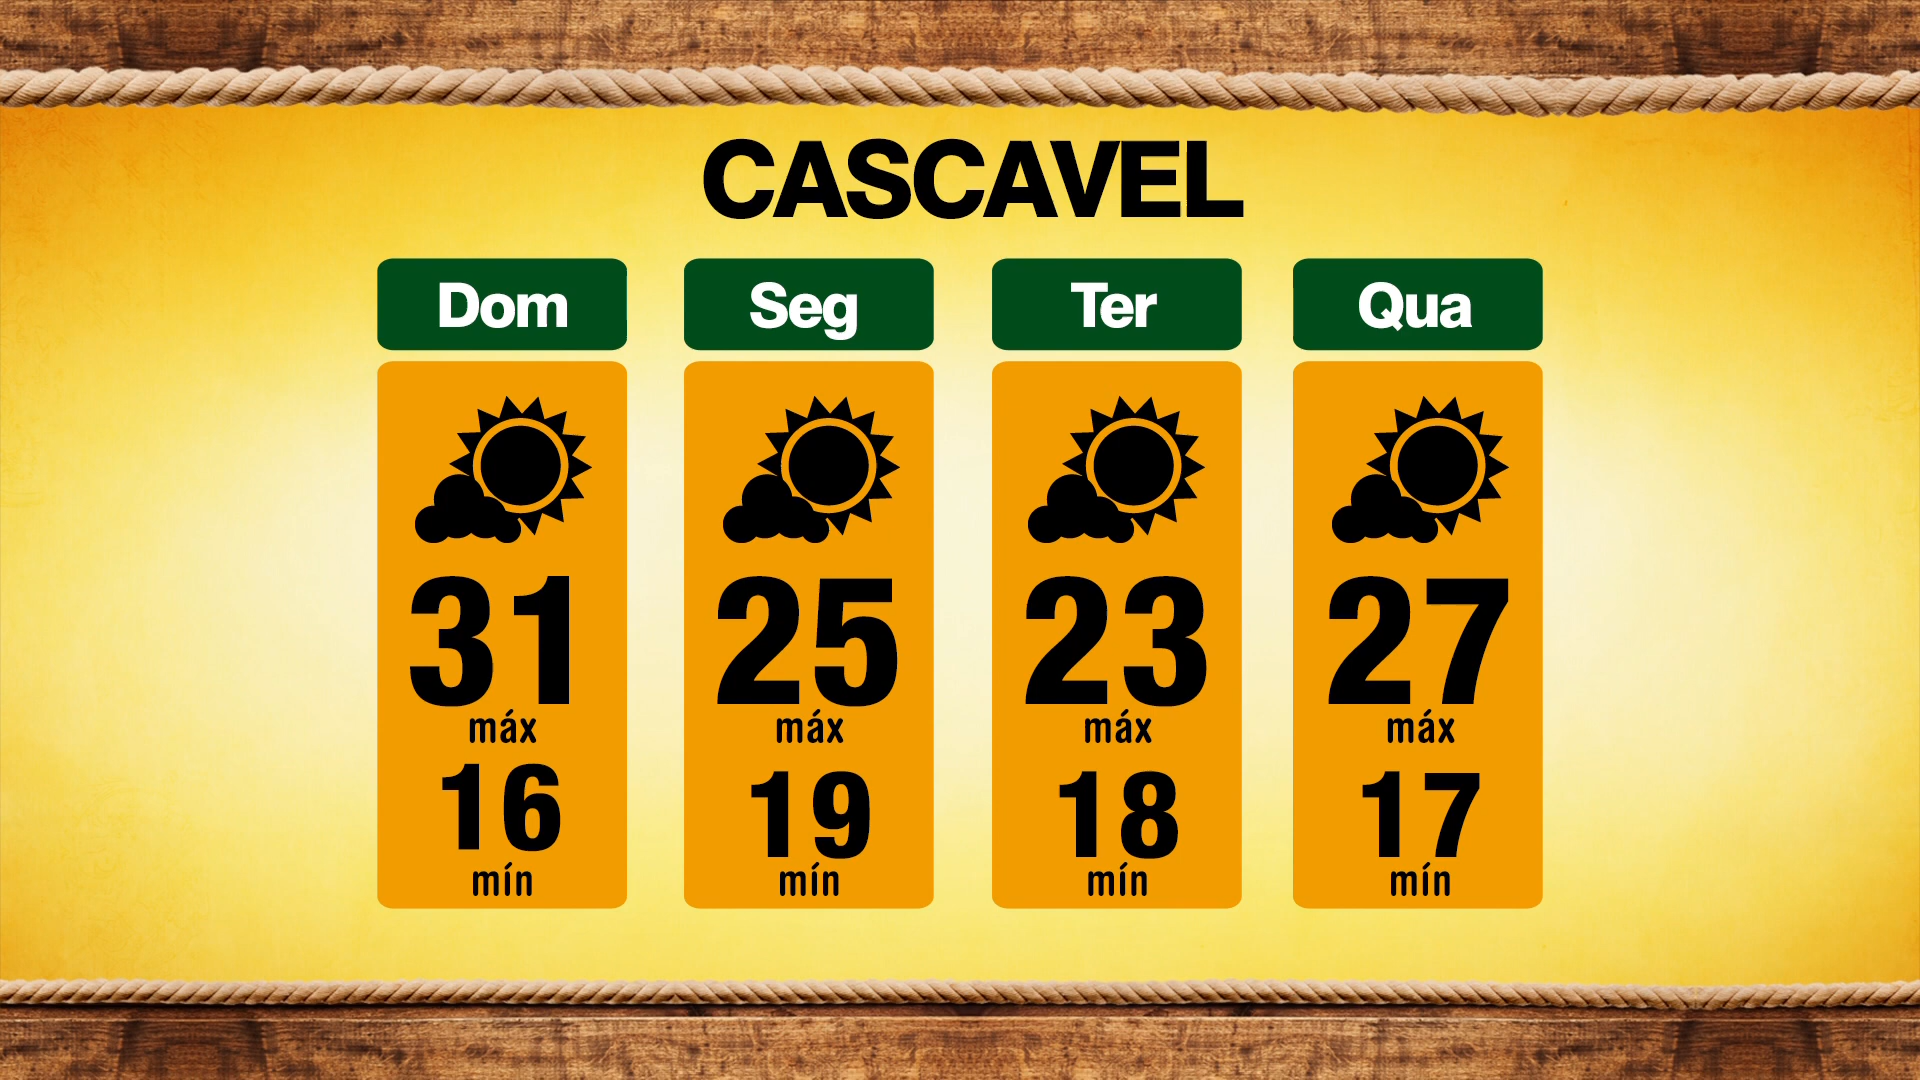 CASCAVEL
Dom Seg Ter Qua
31 25 23 27
máx máx máx máx
16 19 18 17
mín mín mín mín